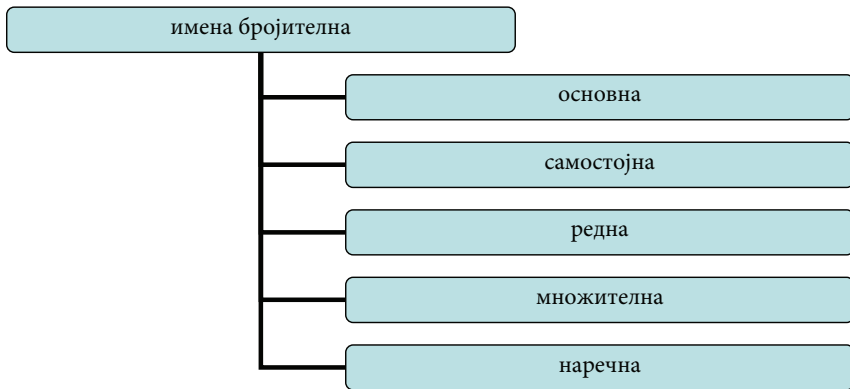 имена бројителна
основна
самостојна
редна
множителна
наречна